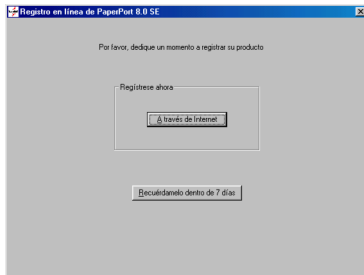 Registro en línea de PaperPort 8.0 SE
Por favor, dedique un momento a registrar su producto
Regístrese ahora
A través de Internet
Recuérdamelo dentro de 7 días